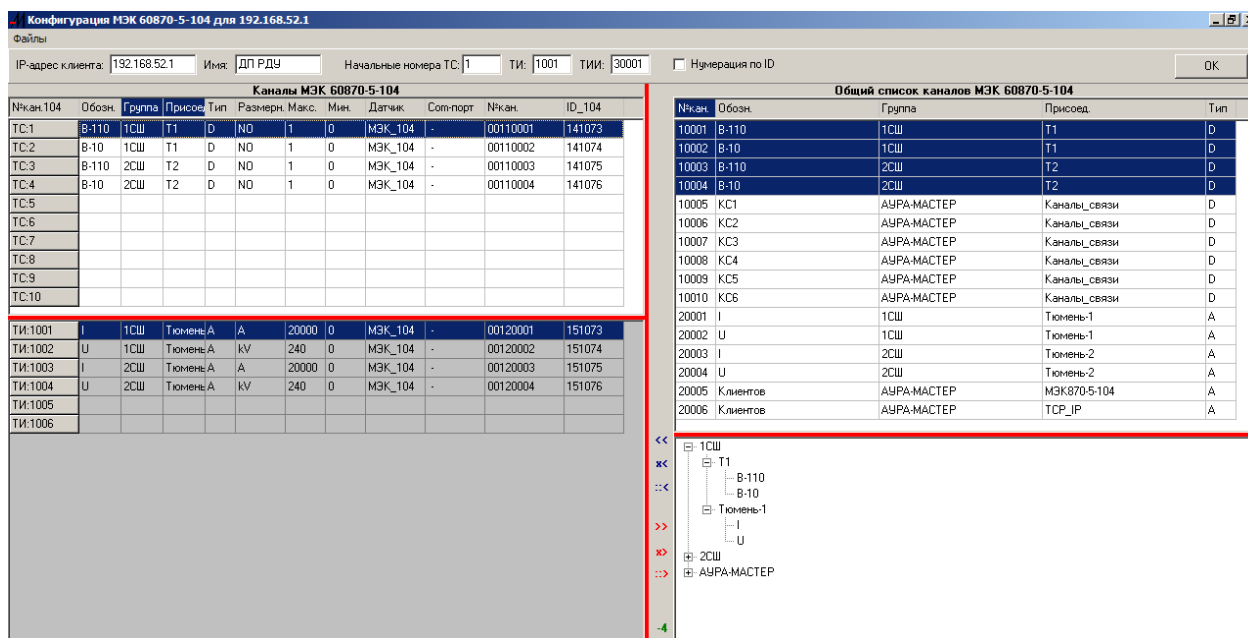 Конфигурация МЭК 60870-5-104 для 192.168.52.1
Файлы
IP-адрес клиента: 192.168.52.1 Имя: ДП РДУ Начальные номера ТС: 1 ТИ: 1001 ТИИ: 30001 Нумерация по ID OK
Каналы МЭК 60870-5-104
№кан.104 Обозн. Группа Присоед Тип Размерн. Макс. Мин. Датчик Com-порт №кан. ID_104
ТС:1 В-110 1СШ Т1 D NO 1 0 МЭК_104 - 00110001 141073
ТС:2 В-10 1СШ Т1 D NO 1 0 МЭК_104 - 00110002 141074
ТС:3 В-110 2СШ Т2 D NO 1 0 МЭК_104 - 00110003 141075
ТС:4 В-10 2СШ Т2 D NO 1 0 МЭК_104 - 00110004 141076
ТС:5
ТС:6
ТС:7
ТС:8
ТС:9
ТС:10
ТИ:1001 I 1СШ Тюмень A A 20000 0 МЭК_104 - 00120001 151073
ТИ:1002 U 1СШ Тюмень A kV 240 0 МЭК_104 - 00120002 151074
ТИ:1003 I 2СШ Тюмень A A 20000 0 МЭК_104 - 00120003 151075
ТИ:1004 U 2СШ Тюмень A kV 240 0 МЭК_104 - 00120004 151076
ТИ:1005
ТИ:1006
<<
x<
::<
>>
x>
::>
-4
Общий список каналов МЭК 60870-5-104
№кан. Обозн. Группа Присоед. Тип
10001 В-110 1СШ Т1 D
10002 В-10 1СШ Т1 D
10003 В-110 2СШ Т2 D
10004 В-10 2СШ Т2 D
10005 КС1 АУРА-МАСТЕР Каналы_связи D
10006 КС2 АУРА-МАСТЕР Каналы_связи D
10007 КС3 АУРА-МАСТЕР Каналы_связи D
10008 КС4 АУРА-МАСТЕР Каналы_связи D
10009 КС5 АУРА-МАСТЕР Каналы_связи D
10010 КС6 АУРА-МАСТЕР Каналы_связи D
20001 I 1СШ Тюмень-1 A
20002 U 1СШ Тюмень-1 A
20003 I 2СШ Тюмень-2 A
20004 U 2СШ Тюмень-2 A
20005 Клиентов АУРА-МАСТЕР МЭК870-5-104 A
20006 Клиентов АУРА-МАСТЕР TCP_IP A
1СШ
Т1
В-110
В-10
Тюмень-1
I
U
2СШ
АУРА-МАСТЕР